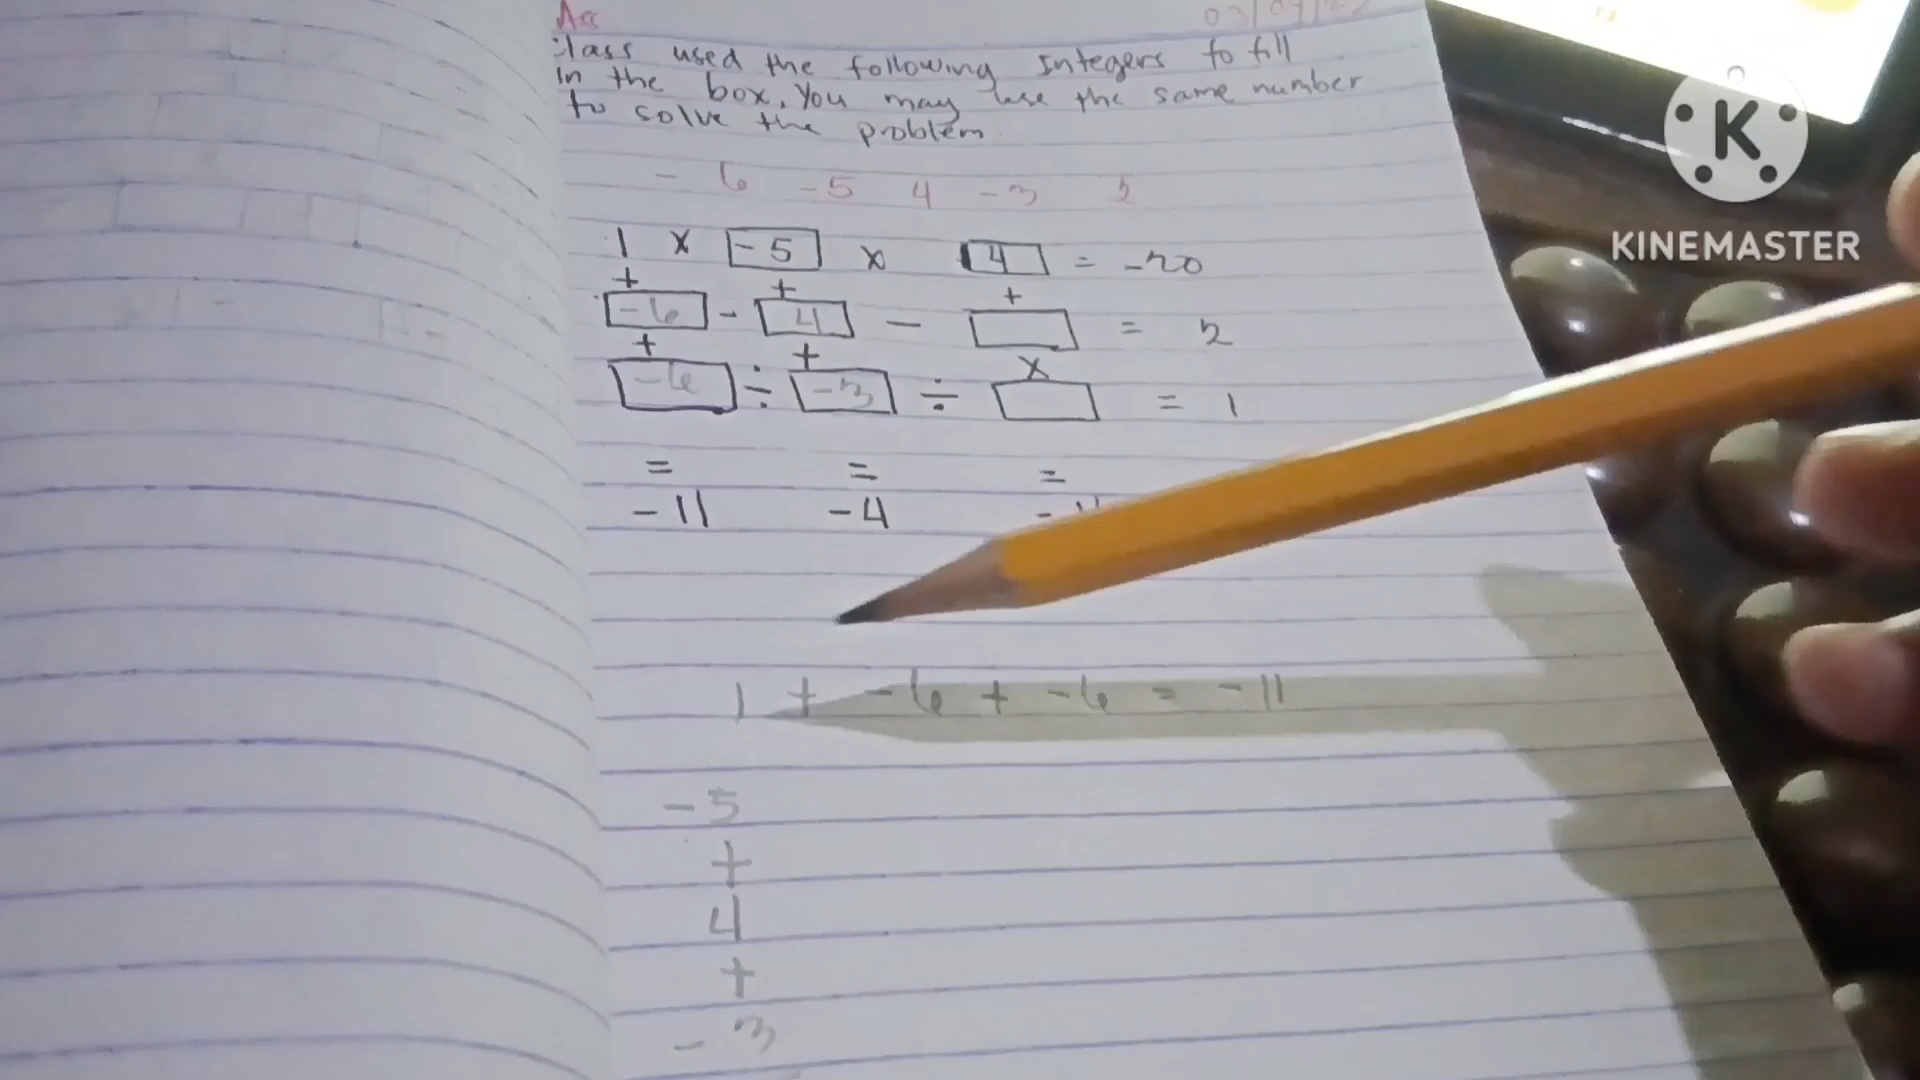 Acc
Class used the following Integers to fill
In the box. You may use the same number
to solve the problem.
- 6 -5 4 -3 2
1 x -5 x 4 = -20
+ + +
-6 - 4 - = 2
+ + x
-6 ÷ -3 ÷ = 1
= = =
-11 -4
1 + -6 + -6 = -11
-5
+
4
+
-3
K
KINEMASTER